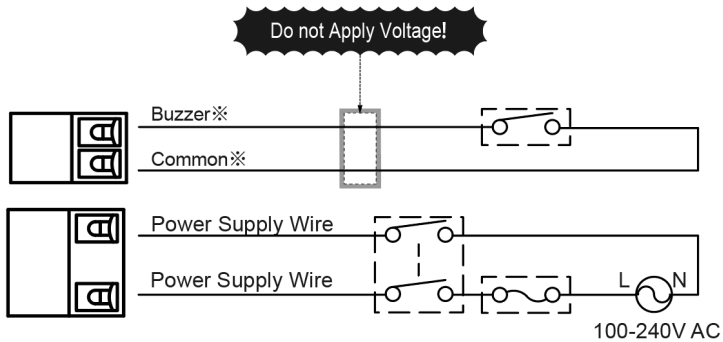 Do not Apply Voltage!
Buzzer※
Common※
Power Supply Wire
Power Supply Wire
L N
100-240V AC